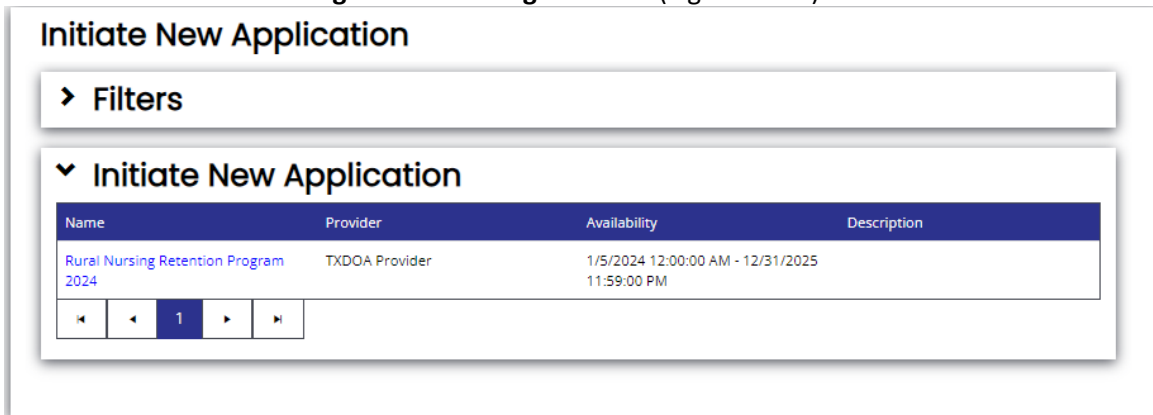 Initiate New Application
Filters
Initiate New Application
Name Provider Availability Description
Rural Nursing Retention Program TXDOA Provider 1/5/2024 12:00:00 AM - 12/31/2025
2024 11:59:00 PM
1